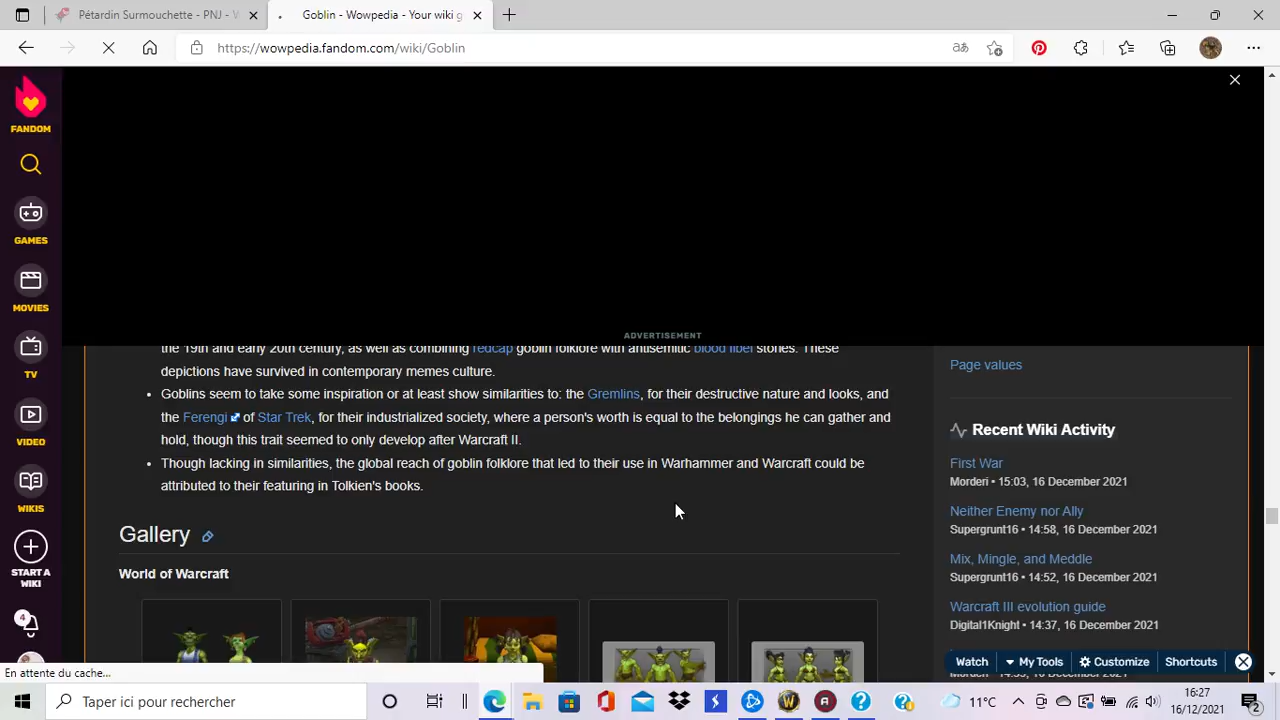 Pétardin Surmouchette - PNJ - W
Goblin - Wowpedia - Your wiki g
https://wowpedia.fandom.com/wiki/Goblin
FANDOM
GAMES
MOVIES
TV
VIDEO
WIKIS
START A
WIKI
4
ADVERTISEMENT
the 19th and early 20th century, as well as combining redcap goblin folklore with antisemitic blood libel stories. These
depictions have survived in contemporary memes culture.
• Goblins seem to take some inspiration or at least show similarities to: the Gremlins, for their destructive nature and looks, and
the Ferengi of Star Trek, for their industrialized society, where a person's worth is equal to the belongings he can gather and
hold, though this trait seemed to only develop after Warcraft II.
• Though lacking in similarities, the global reach of goblin folklore that led to their use in Warhammer and Warcraft could be
attributed to their featuring in Tolkien's books.
Gallery
World of Warcraft
Page values
Recent Wiki Activity
First War
Morderi • 15:03, 16 December 2021
Neither Enemy nor Ally
Supergrunt16 • 14:58, 16 December 2021
Mix, Mingle, and Meddle
Supergrunt16 • 14:52, 16 December 2021
Warcraft III evolution guide
Digital1Knight • 14:37, 16 December 2021
Watch My Tools Customize Shortcuts
En attente du cache...
Taper ici pour rechercher
11°C
16:27
16/12/2021
2